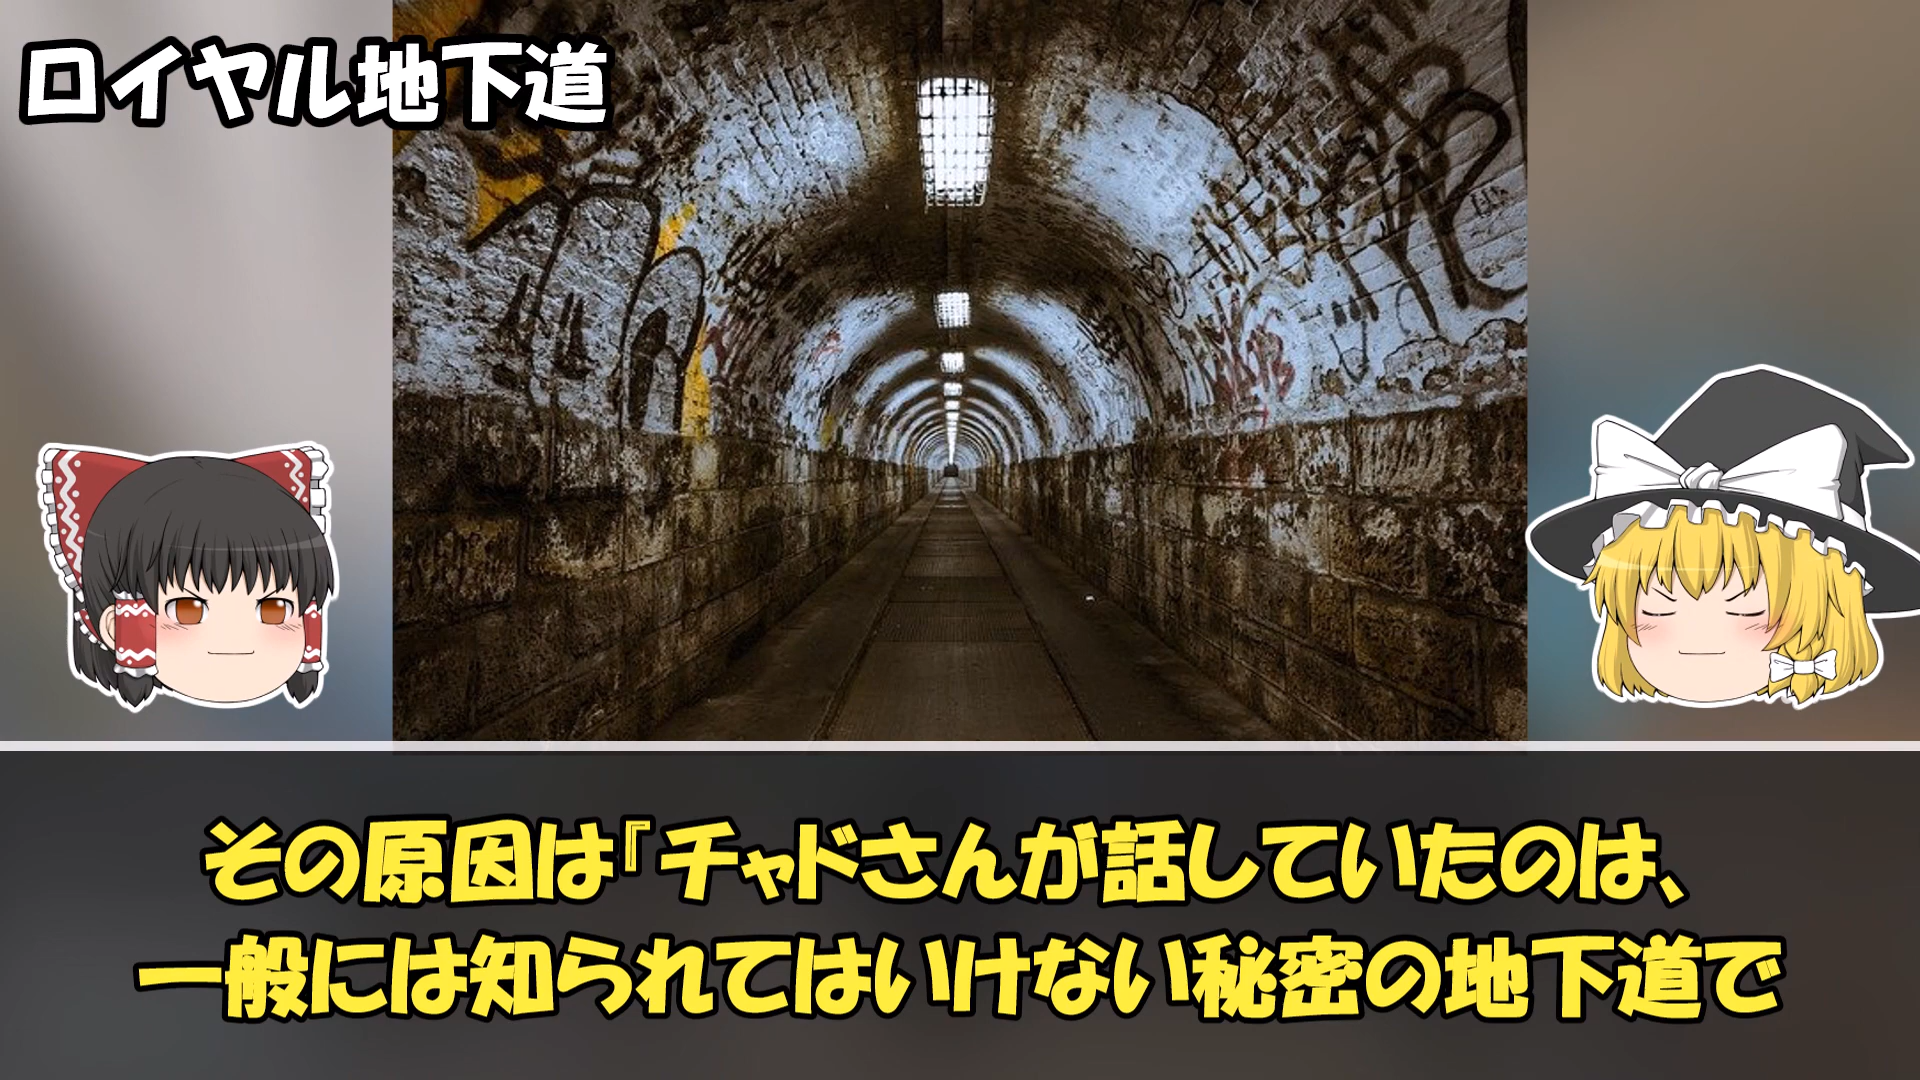 ロイヤル地下道
その原因は『チャドさんが話していたのは、
一般には知られてはいけない秘密の地下道で